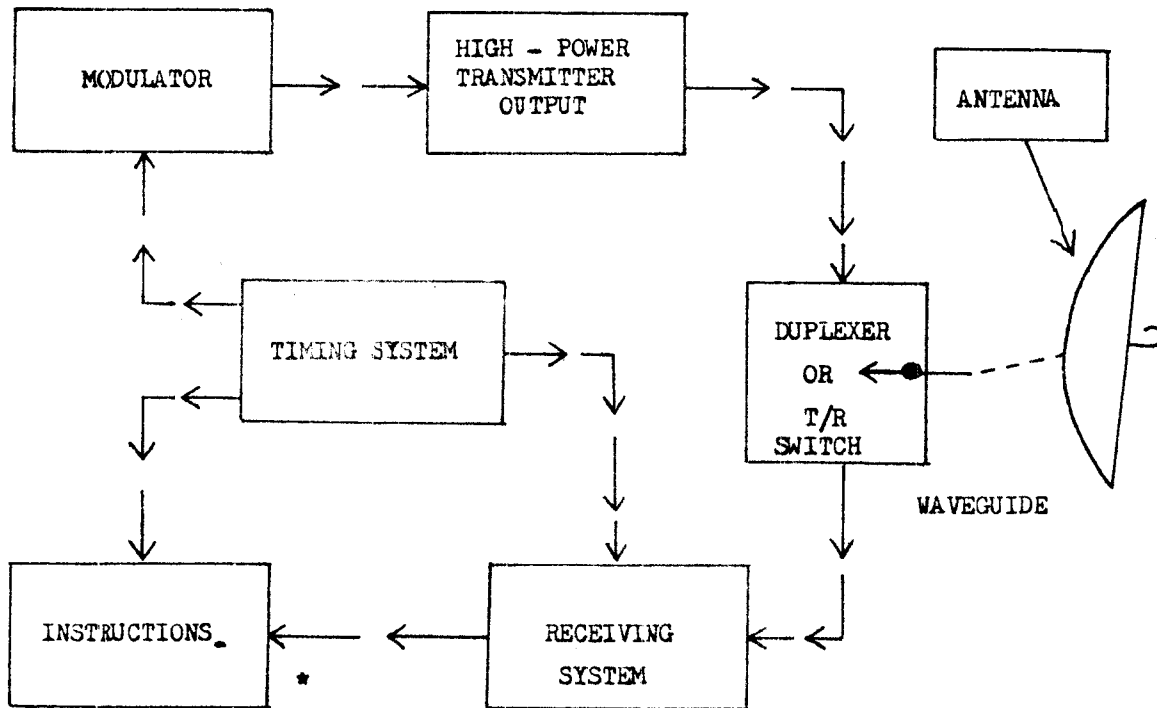 MODULATOR
HIGH - POWER
TRANSMITTER
OUTPUT
ANTENNA
TIMING SYSTEM
DUPLEXER
OR
T/R
SWITCH
WAVEGUIDE
INSTRUCTIONS.
*
RECEIVING
SYSTEM